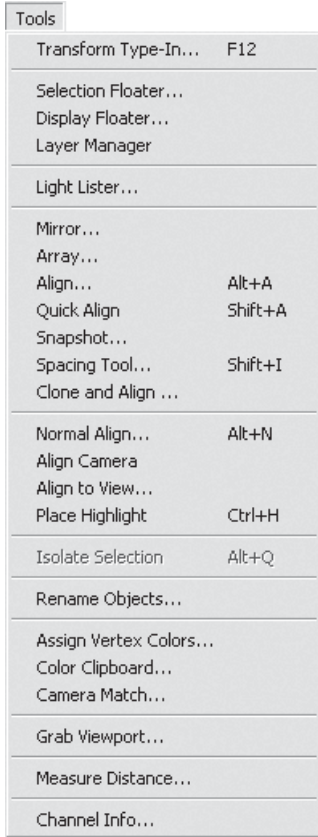 Tools
Transform Type-In... F12
Selection Floater...
Display Floater...
Layer Manager
Light Lister...
Mirror...
Array...
Align... Alt+A
Quick Align Shift+A
Snapshot...
Spacing Tool... Shift+I
Clone and Align ...
Normal Align... Alt+N
Align Camera
Align to View...
Place Highlight Ctrl+H
Isolate Selection Alt+Q
Rename Objects...
Assign Vertex Colors...
Color Clipboard...
Camera Match...
Grab Viewport...
Measure Distance...
Channel Info...